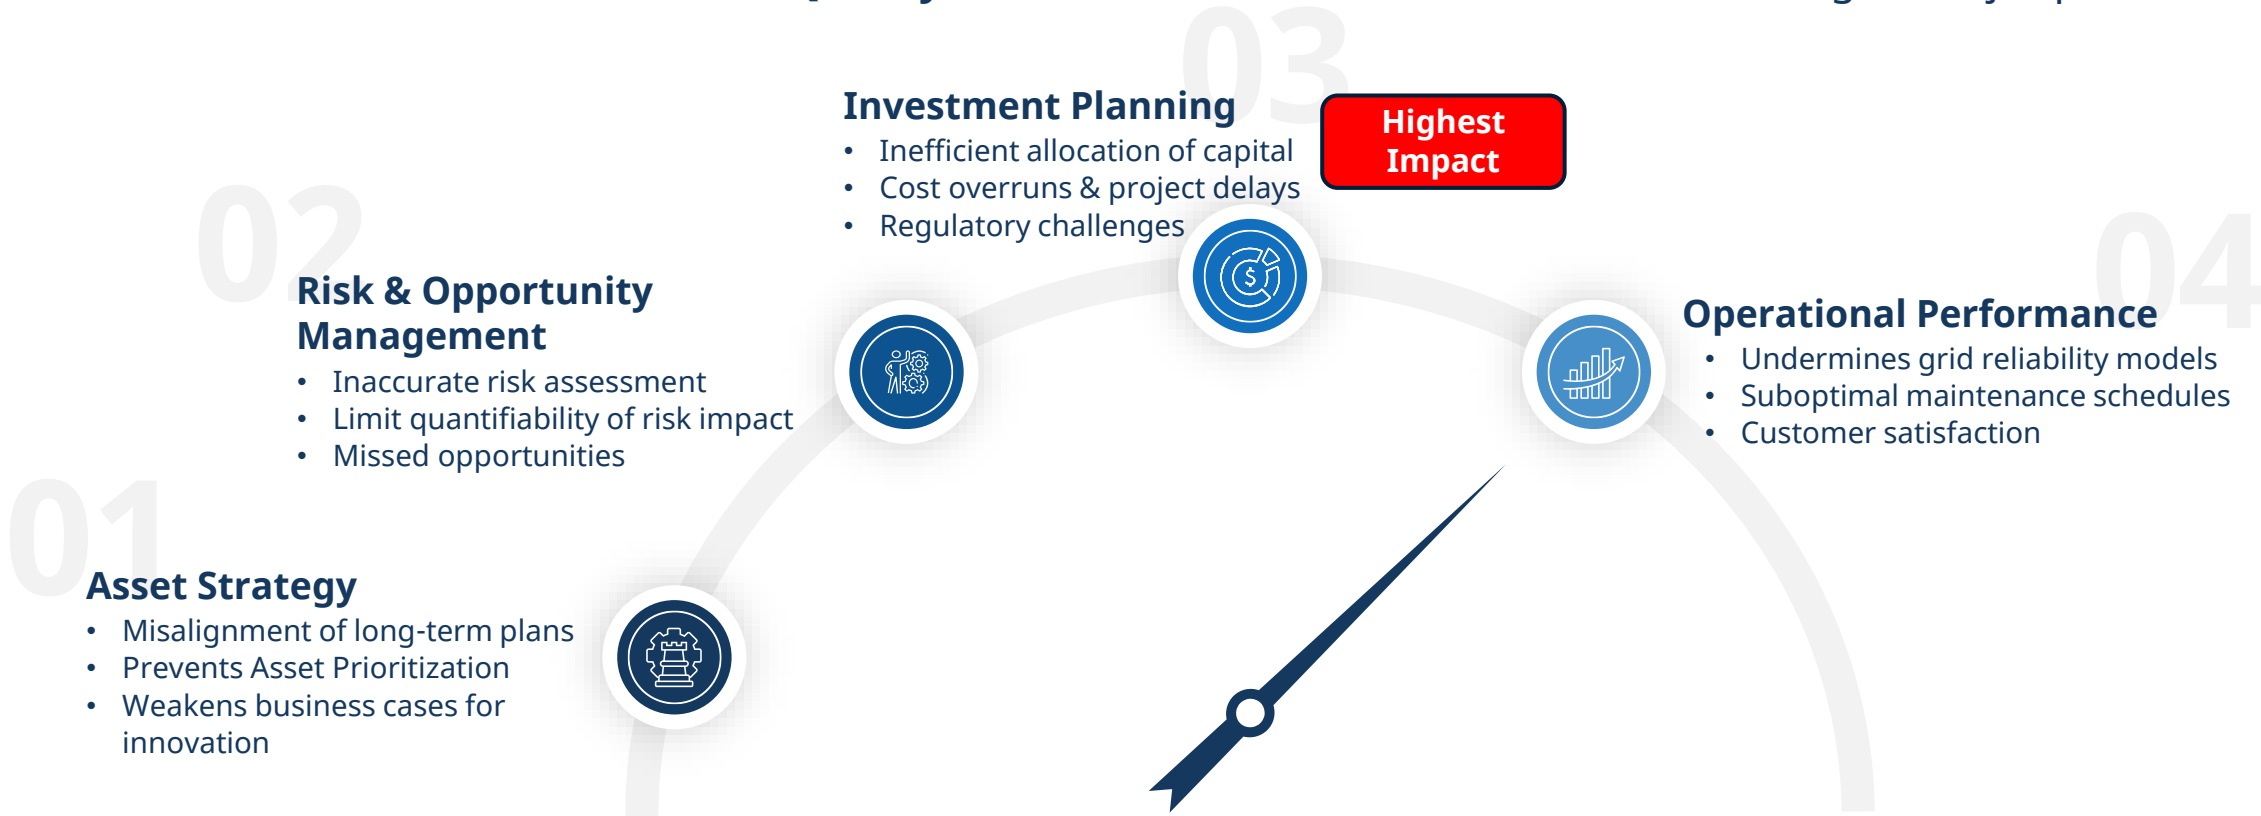 01
Asset Strategy
• Misalignment of long-term plans
• Prevents Asset Prioritization
• Weakens business cases for
innovation
02
Risk & Opportunity
Management
• Inaccurate risk assessment
• Limit quantifiability of risk impact
• Missed opportunities
03
Investment Planning
• Inefficient allocation of capital
• Cost overruns & project delays
• Regulatory challenges
Highest
Impact
$
04
Operational Performance
• Undermines grid reliability models
• Suboptimal maintenance schedules
• Customer satisfaction